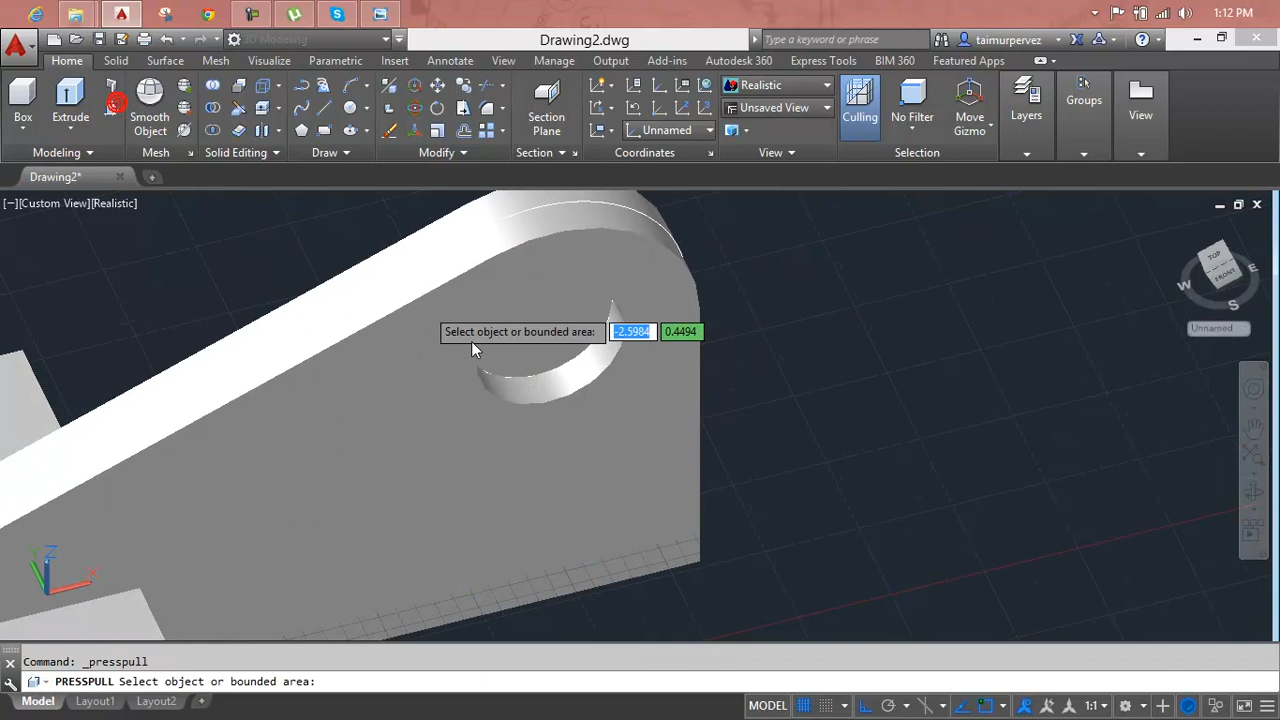 1:12 PM
3D Modeling
Drawing2.dwg
Type a keyword or phrase
taimurpervez
Home Solid Surface Mesh Visualize Parametric Insert Annotate View Manage Output Add-ins Autodesk 360 Express Tools BIM 360 Featured Apps
Realistic
Unsaved View
Unnamed
Box
Extrude
Smooth
Object
Section
Plane
Culling
No Filter
Move
Gizmo
Layers
Groups
View
Modeling Mesh Solid Editing Draw Modify Section Coordinates View Selection
Drawing2*
[−][Custom View][Realistic]
TOP
FRONT
W
E
S
Unnamed
Select object or bounded area: -2.5984 0.4494
Y
Z
X
Command: _presspull
PRESSPULL Select object or bounded area:
Model Layout1 Layout2 +
MODEL
1:1